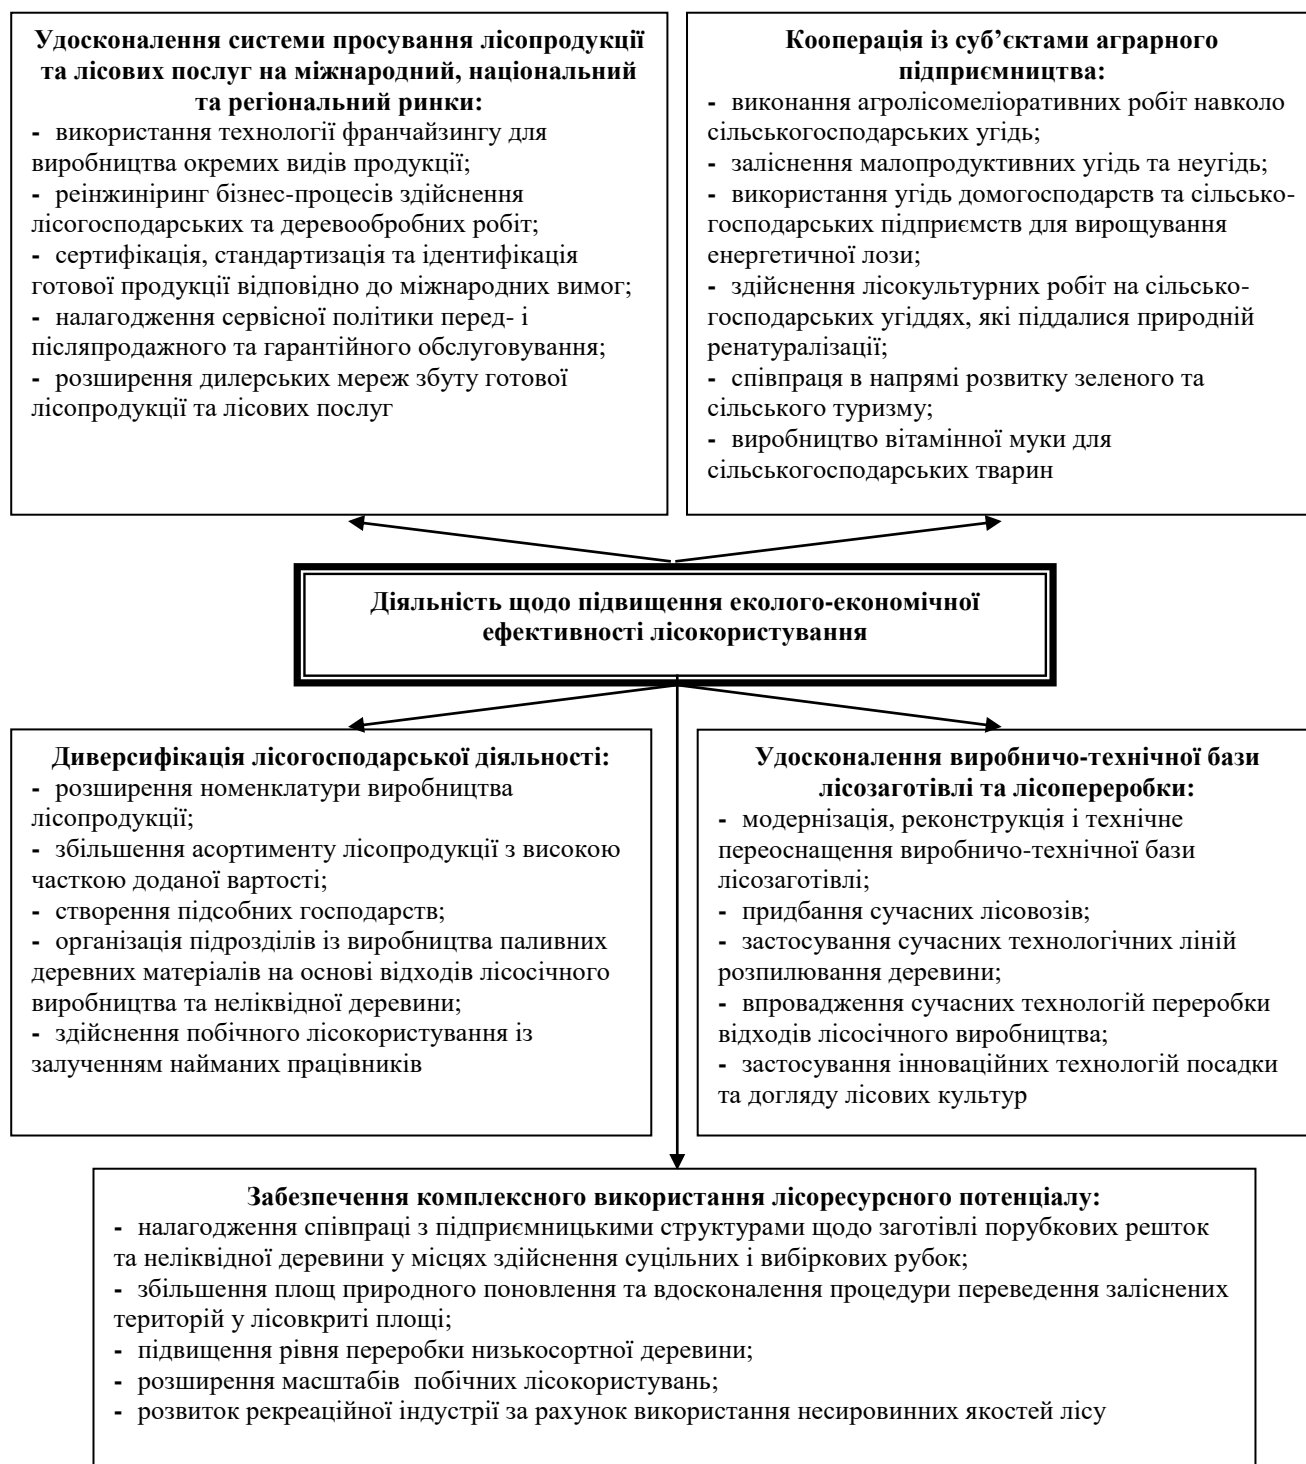 Удосконалення системи просування лісопродукції
та лісових послуг на міжнародний, національний
та регіональний ринки:
- використання технології франчайзингу для
виробництва окремих видів продукції;
- реінжиніринг бізнес-процесів здійснення
лісогосподарських та деревообробних робіт;
- сертифікація, стандартизація та ідентифікація
готової продукції відповідно до міжнародних вимог;
- налагодження сервісної політики перед- і
післяпродажного та гарантійного обслуговування;
- розширення дилерських мереж збуту готової
лісопродукції та лісових послуг
Кооперація із суб’єктами аграрного
підприємництва:
- виконання агролісомеліоративних робіт навколо
сільськогосподарських угідь;
- заліснення малопродуктивних угідь та неугідь;
- використання угідь домогосподарств та сільсько-
господарських підприємств для вирощування
енергетичної лози;
- здійснення лісокультурних робіт на сільсько-
господарських угіддях, які піддалися природній
ренатуралізації;
- співпраця в напрямі розвитку зеленого та
сільського туризму;
- виробництво вітамінної муки для
сільськогосподарських тварин
Діяльність щодо підвищення еколого-економічної
ефективності лісокористування
Диверсифікація лісогосподарської діяльності:
- розширення номенклатури виробництва
лісопродукції;
- збільшення асортименту лісопродукції з високою
часткою доданої вартості;
- створення підсобних господарств;
- організація підрозділів із виробництва паливних
деревних матеріалів на основі відходів лісосічного
виробництва та неліквідної деревини;
- здійснення побічного лісокористування із
залученням найманих працівників
Удосконалення виробничо-технічної бази
лісозаготівлі та лісопереробки:
- модернізація, реконструкція і технічне
переоснащення виробничо-технічної бази
лісозаготівлі;
- придбання сучасних лісовозів;
- застосування сучасних технологічних ліній
розпилювання деревини;
- впровадження сучасних технологій переробки
відходів лісосічного виробництва;
- застосування інноваційних технологій посадки
та догляду лісових культур
Забезпечення комплексного використання лісоресурсного потенціалу:
- налагодження співпраці з підприємницькими структурами щодо заготівлі порубкових решток
та неліквідної деревини у місцях здійснення суцільних і вибіркових рубок;
- збільшення площ природного поновлення та вдосконалення процедури переведення заліснених
територій у лісовкриті площі;
- підвищення рівня переробки низькосортної деревини;
- розширення масштабів побічних лісокористувань;
- розвиток рекреаційної індустрії за рахунок використання несировинних якостей лісу